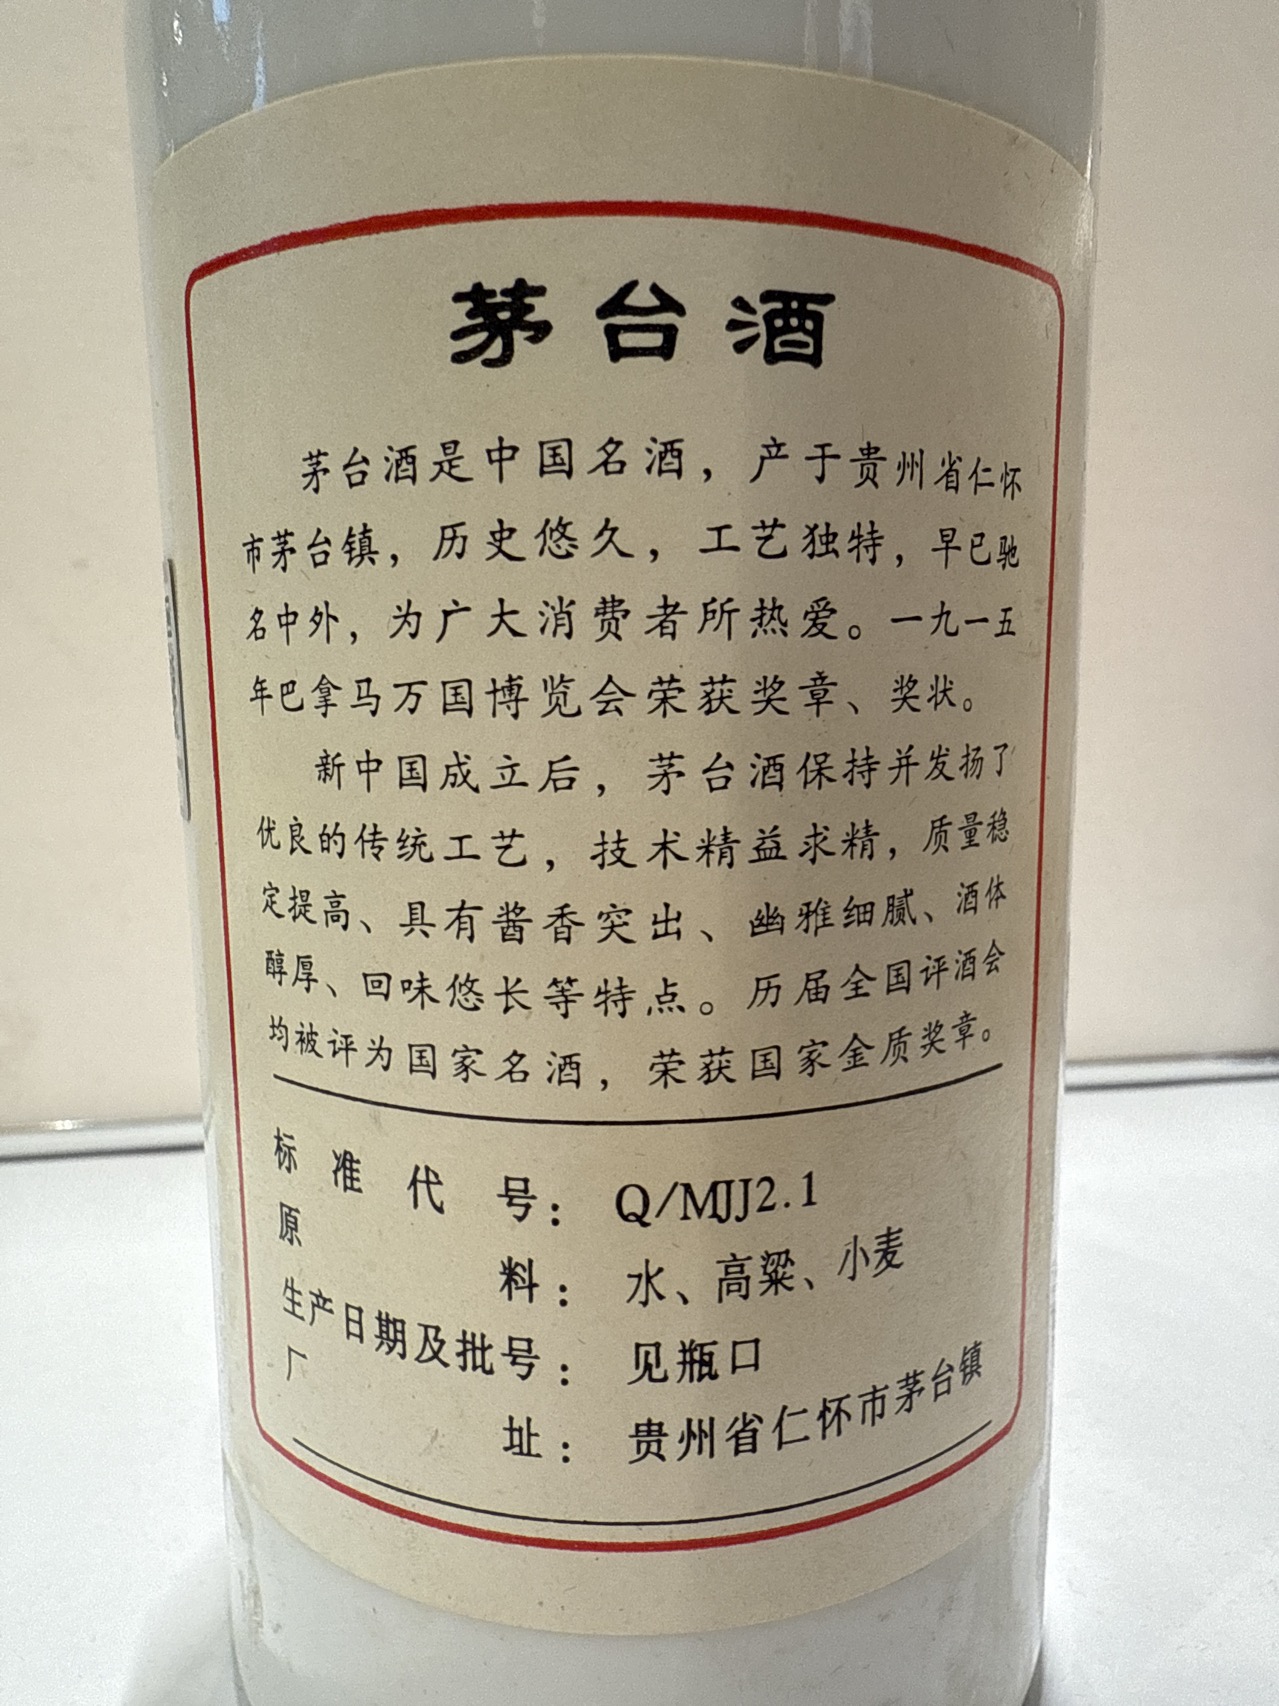 茅台酒
茅台酒是中国名酒，产于贵州省仁怀
市茅台镇，历史悠久，工艺独特，早已驰
名中外，为广大消费者所热爱。一九一五
年巴拿马万国博览会荣获奖章、奖状。
新中国成立后，茅台酒保持并发扬了
优良的传统工艺，技术精益求精，质量稳
定提高、具有酱香突出、幽雅细腻、酒体
醇厚、回味悠长等特点。历届全国评酒会
均被评为国家名酒，荣获国家金质奖章。
标准代号：Q/MJJ2.1
原料：水、高粱、小麦
生产日期及批号：见瓶口
厂址：贵州省仁怀市茅台镇